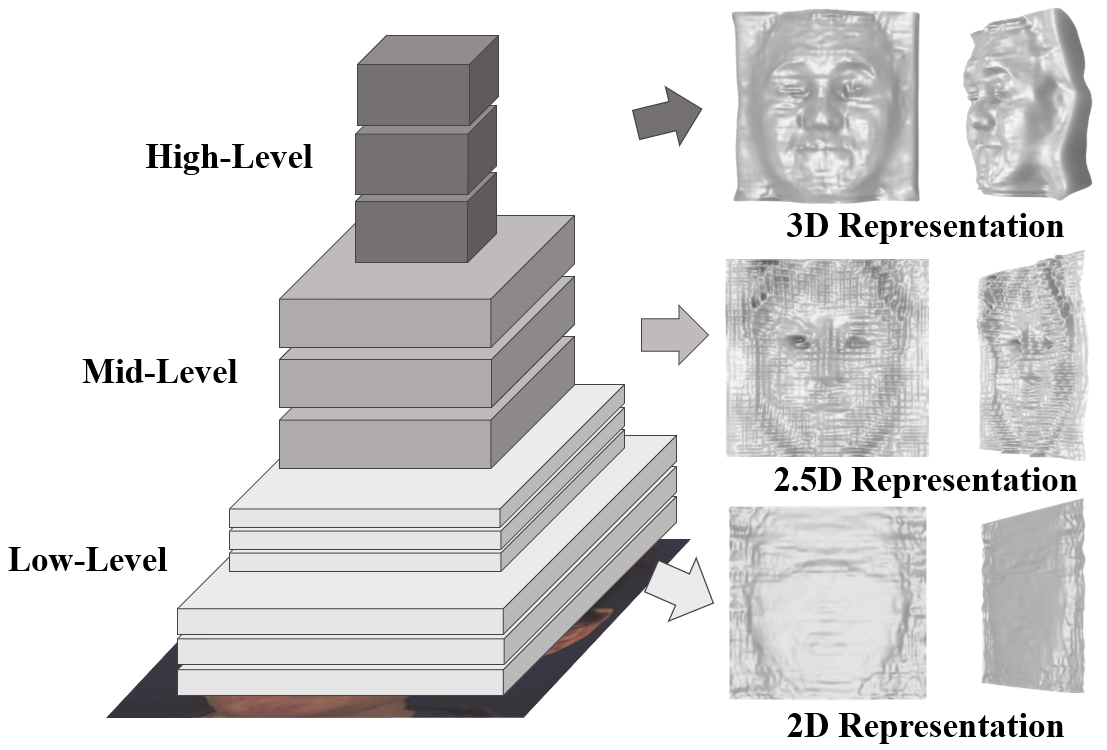 High-Level
3D Representation
Mid-Level
2.5D Representation
Low-Level
2D Representation